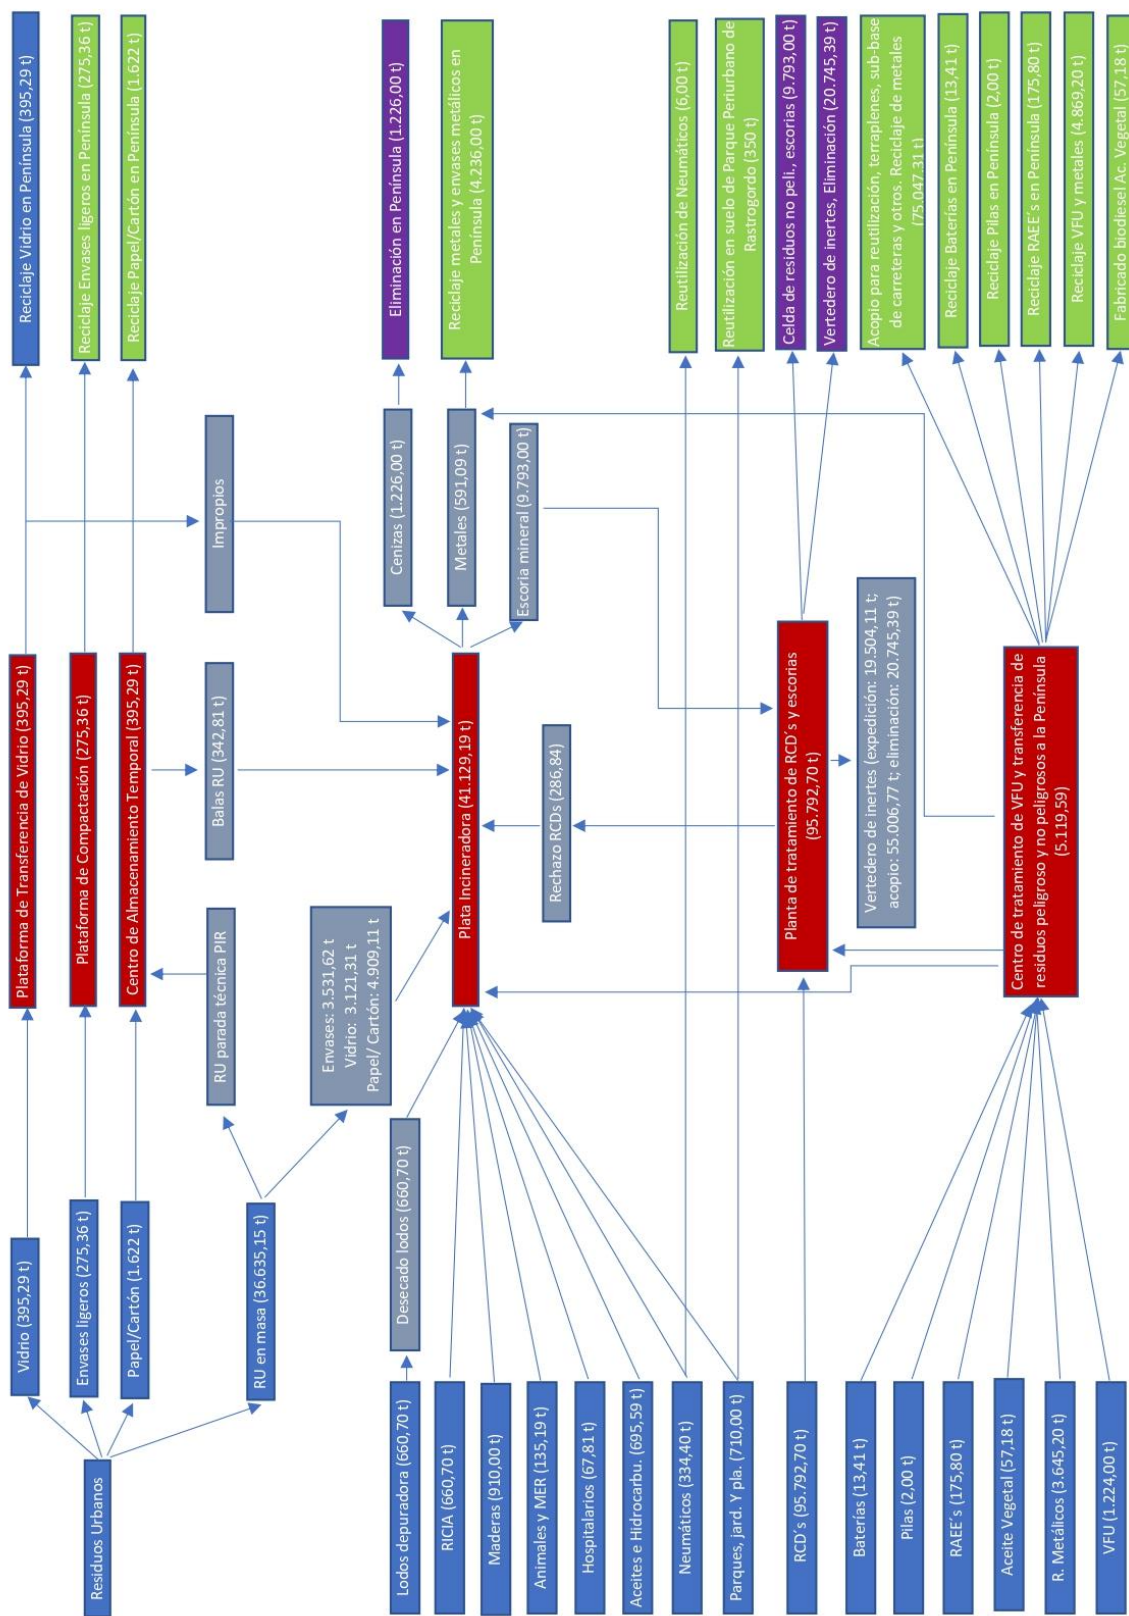 Residuos Urbanos
Vidrio (395,29 t)
Envases ligeros (275,36 t)
Papel/Cartón (1.622 t)
RU en masa (36.635,15 t)
Plataforma de Transferencia de Vidrio (395,29 t)
Plataforma de Compactación (275,36 t)
Centro de Almacenamiento Temporal (395,29 t)
Reciclaje Vidrio en Península (395,29 t)
Reciclaje Envases ligeros en Península (275,36 t)
Reciclaje Papel/Cartón en Península (1.622 t)
RU parada técnica PIR
Balas RU (342,81 t)
Impropios
Envases: 3.531,62 t
Vidrio: 3.121,31 t
Papel/ Cartón: 4.909,11 t
Lodos depuradora (660,70 t)
Desecado lodos (660,70 t)
RICIA (660,70 t)
Maderas (910,00 t)
Animales y MER (135,19 t)
Hospitalarios (67,81 t)
Aceites e Hidrocarbu. (695,59 t)
Neumáticos (334,40 t)
Parques, jard. Y pla. (710,00 t)
RCD´s (95.792,70 t)
Baterías (13,41 t)
Pilas (2,00 t)
RAEE´s (175,80 t)
Aceite Vegetal (57,18 t)
R. Metálicos (3.645,20 t)
VFU (1.224,00 t)
Plata Incineradora (41.129,19 t)
Rechazo RCDs (286,84)
Planta de tratamiento de RCD´s y escorias
(95.792,70 t)
Vertedero de inertes (expedición: 19.504,11 t;
acopio: 55.006,77 t; eliminación: 20.745,39 t)
Centro de tratamiento de VFU y transferencia de
residuos peligroso y no peligrosos a la Península
(5.119,59)
Cenizas (1.226,00 t)
Metales (591,09 t)
Escoria mineral (9.793,00 t)
Eliminación en Península (1.226,00 t)
Reciclaje metales y envases metálicos en
Península (4.236,00 t)
Reutilización de Neumáticos (6,00 t)
Reutilización en suelo de Parque Periurbano de
Rastrogordo (350 t)
Celda de residuos no peli., escorias (9.793,00 t)
Vertedero de inertes, Eliminación (20.745,39 t)
Acopio para reutilización, terraplenes, sub-base
de carreteras y otros. Reciclaje de metales
(75.047,31 t)
Reciclaje Baterías en Península (13,41 t)
Reciclaje Pilas en Península (2,00 t)
Reciclaje RAEE´s en Península (175,80 t)
Reciclaje VFU y metales (4.869,20 t)
Fabricado biodiesel Ac. Vegetal (57,18 t)